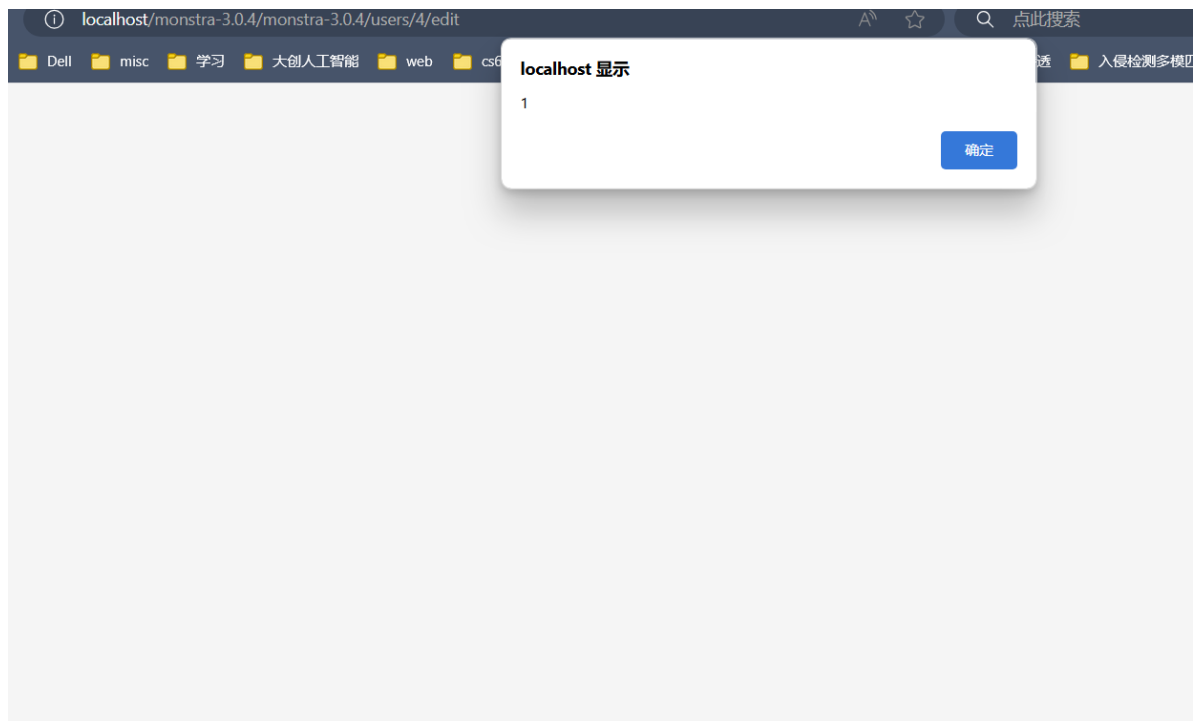 localhost/monstra-3.0.4/monstra-3.0.4/users/4/edit
点此搜索
Dell misc 学习 大创人工智能 web cs6 透 入侵检测多模匹
localhost 显示
1
确定